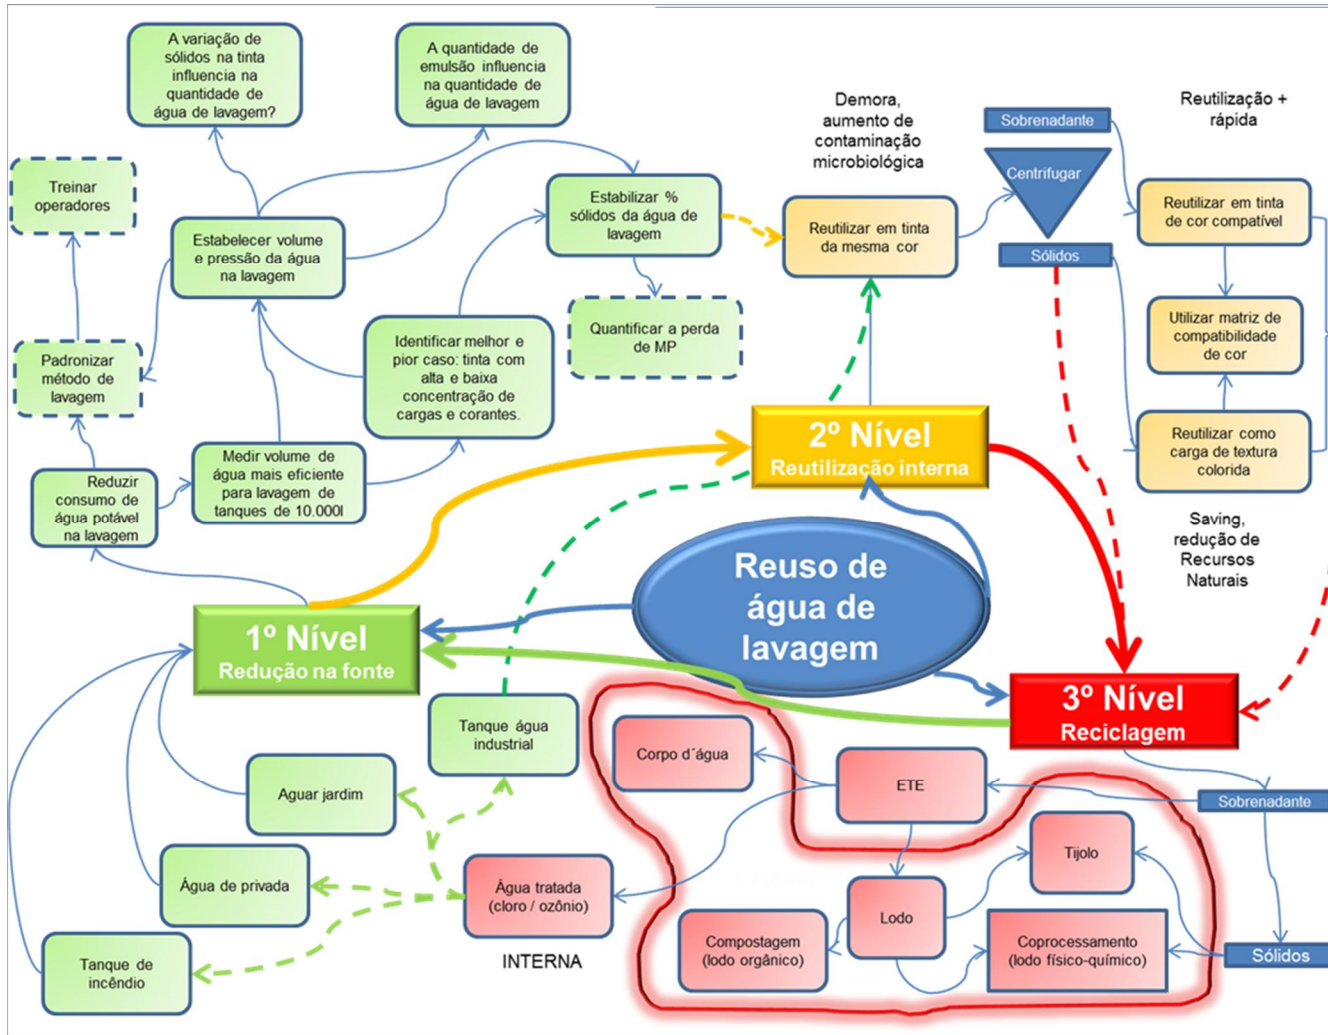 A variação de
sólidos na tinta
influencia na
quantidade de
água de lavagem?
A quantidade de
emulsão influencia
na quantidade de
água de lavagem
Demora,
aumento de
contaminação
microbiológica
Sobrenadante
Centrifugar
Sólidos
Reutilização +
rápida
Treinar
operadores
Estabelecer volume
e pressão da água
na lavagem
Estabilizar %
sólidos da água de
lavagem
Reutilizar em tinta
da mesma cor
Reutilizar em tinta
de cor compatível
Padronizar
método de
lavagem
Identificar melhor e
pior caso: tinta com
alta e baixa
concentração de
cargas e corantes.
Quantificar a perda
de MP
Utilizar matriz de
compatibilidade
de cor
Reduzir
consumo de
água potável
na lavagem
Medir volume de
água mais eficiente
para lavagem de
tanques de 10.000l
2º Nível
Reutilização interna
Reutilizar como
carga de textura
colorida
Saving,
redução de
Recursos
Naturais
Reuso de
água de
lavagem
1º Nível
Redução na fonte
3º Nível
Reciclagem
Tanque água
industrial
Corpo d´água
ETE
Sobrenadante
Aguar jardim
Tijolo
Água de privada
Água tratada
(cloro / ozônio)
Lodo
Compostagem
(lodo orgânico)
Coprocessamento
(lodo físico-químico)
Sólidos
Tanque de
incêndio
INTERNA